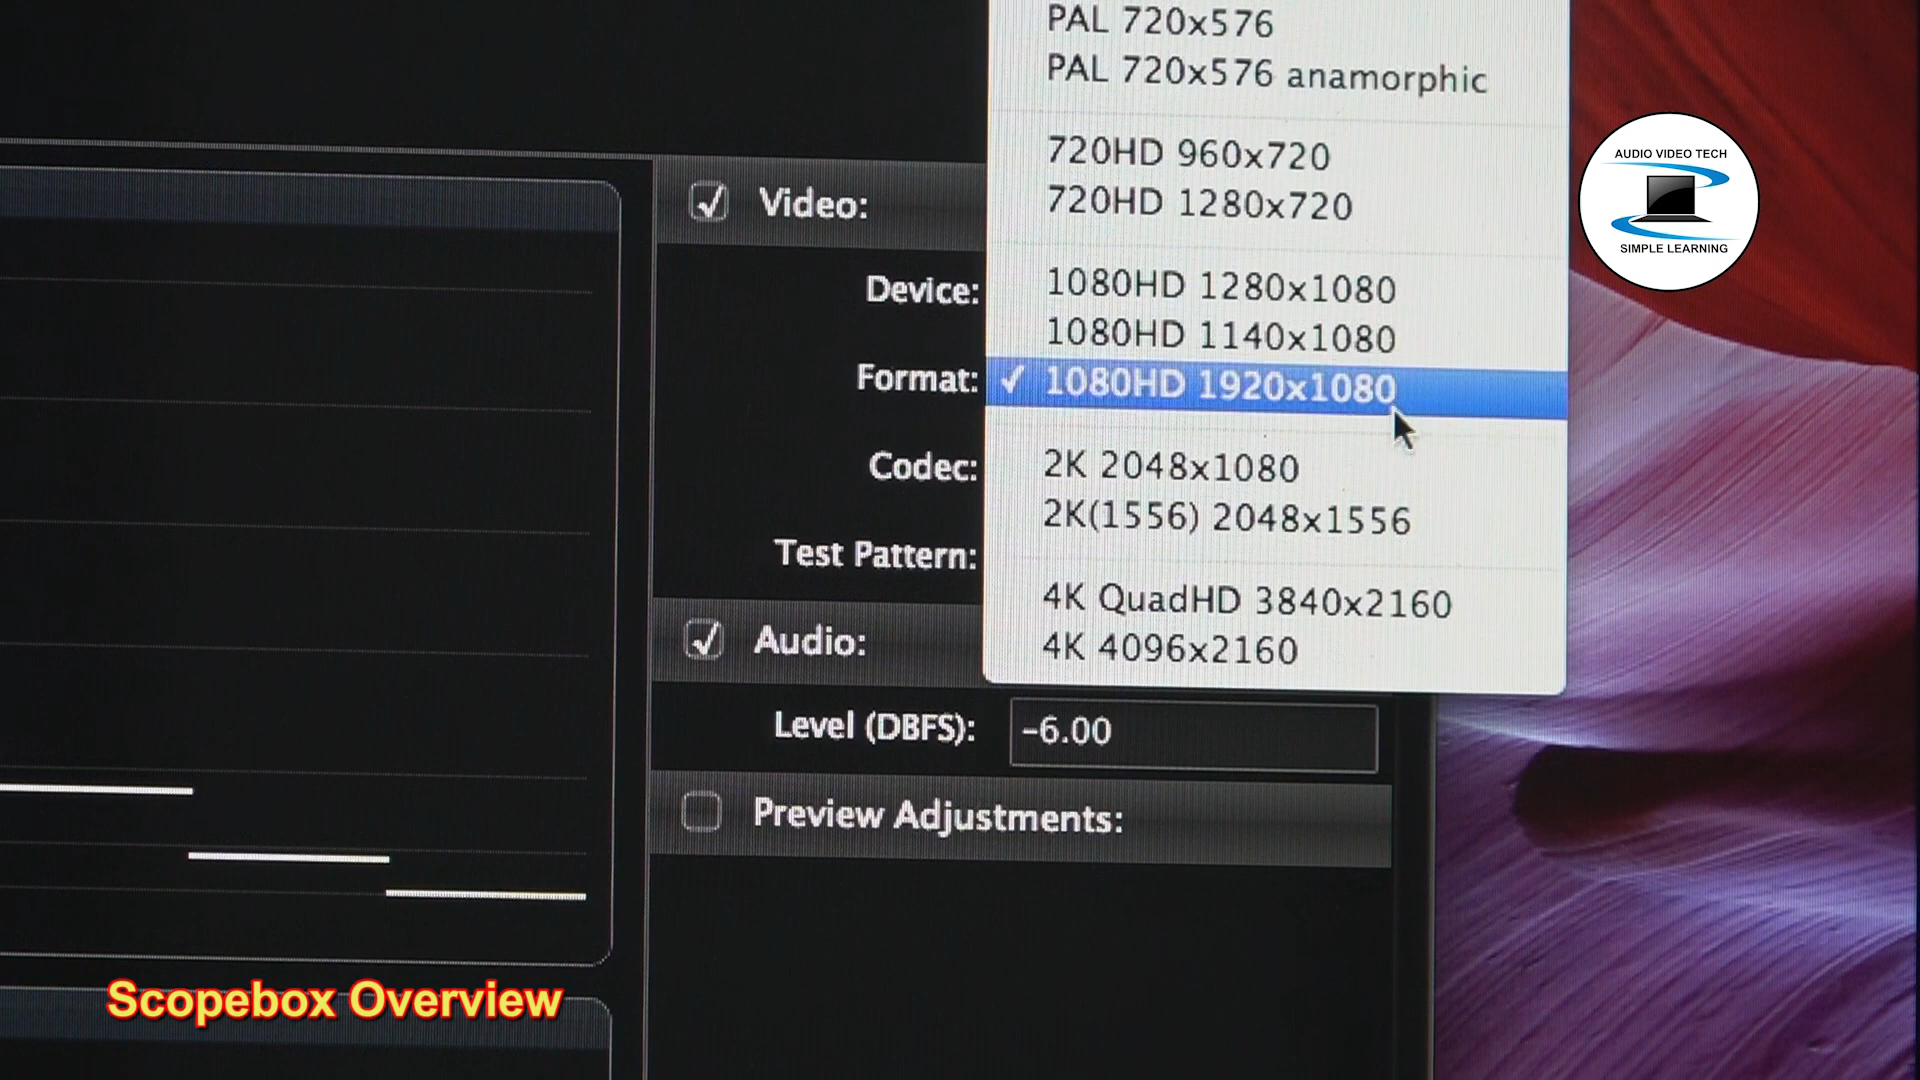 PAL 720x576
PAL 720x576 anamorphic
720HD 960x720
720HD 1280x720
1080HD 1280x1080
1080HD 1140x1080
✓ 1080HD 1920x1080
2K 2048x1080
2K(1556) 2048x1556
4K QuadHD 3840x2160
4K 4096x2160
Video:
Device:
Format:
Codec:
Test Pattern:
Audio:
Level (DBFS): -6.00
Preview Adjustments:
AUDIO VIDEO TECH
SIMPLE LEARNING
Scopebox Overview